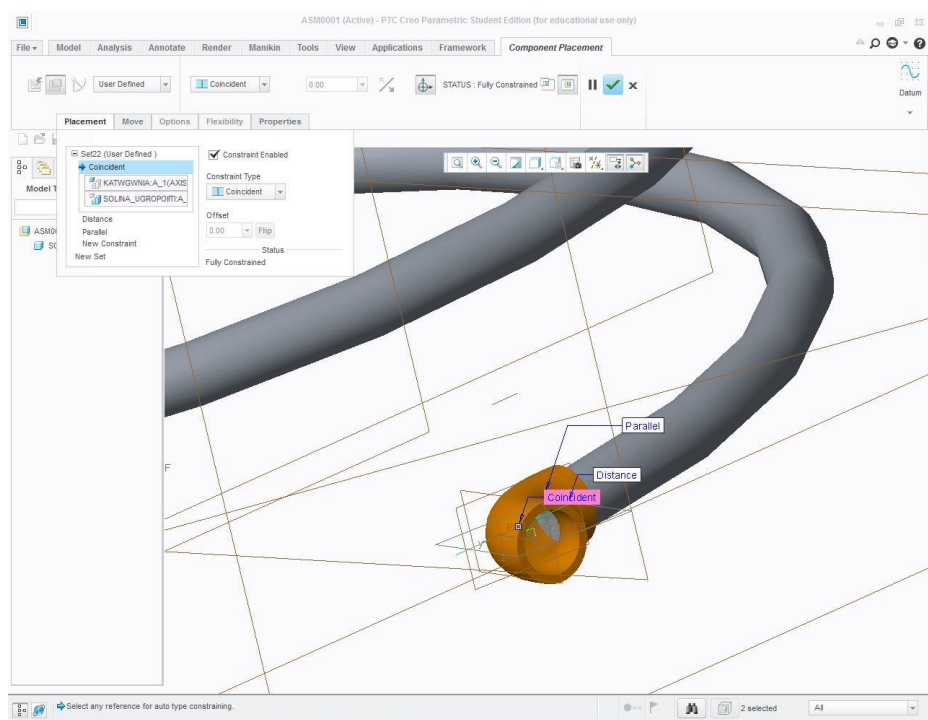 ASM0001 (Active) - PTC Creo Parametric Student Edition (for educational use only)
File Model Analysis Annotate Render Manikin Tools View Applications Framework Component Placement
User Defined Coincident 0.00 STATUS : Fully Constrained
Datum
Placement Move Options Flexibility Properties
Set22 (User Defined )
Coincident
KATWGWNIA:A_1(AXIS
SOLINA_UGROPOIITI:A_
Distance
Parallel
New Constraint
New Set
Constraint Enabled
Constraint Type
Coincident
Offset
0.00 Flip
Status
Fully Constrained
Model T
ASM00
SO
F
Parallel
Distance
Coincident
Select any reference for auto type constraining.
2 selected All